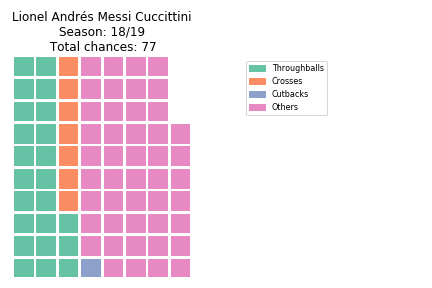 Lionel Andrés Messi Cuccittini
Season: 18/19
Total chances: 77
Throughballs
Crosses
Cutbacks
Others